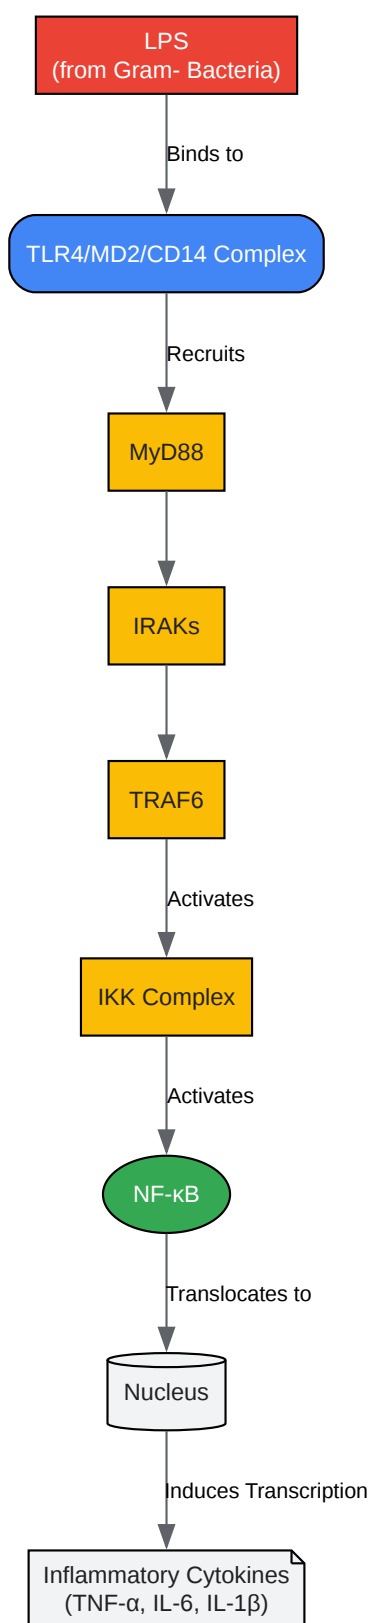 LPS
(from Gram- Bacteria)
Binds to
TLR4/MD2/CD14 Complex
Recruits
MyD88
IRAKs
TRAF6
Activates
IKK Complex
Activates
NF-κB
Translocates to
Nucleus
Induces Transcription
Inflammatory Cytokines
(TNF-α, IL-6, IL-1β)